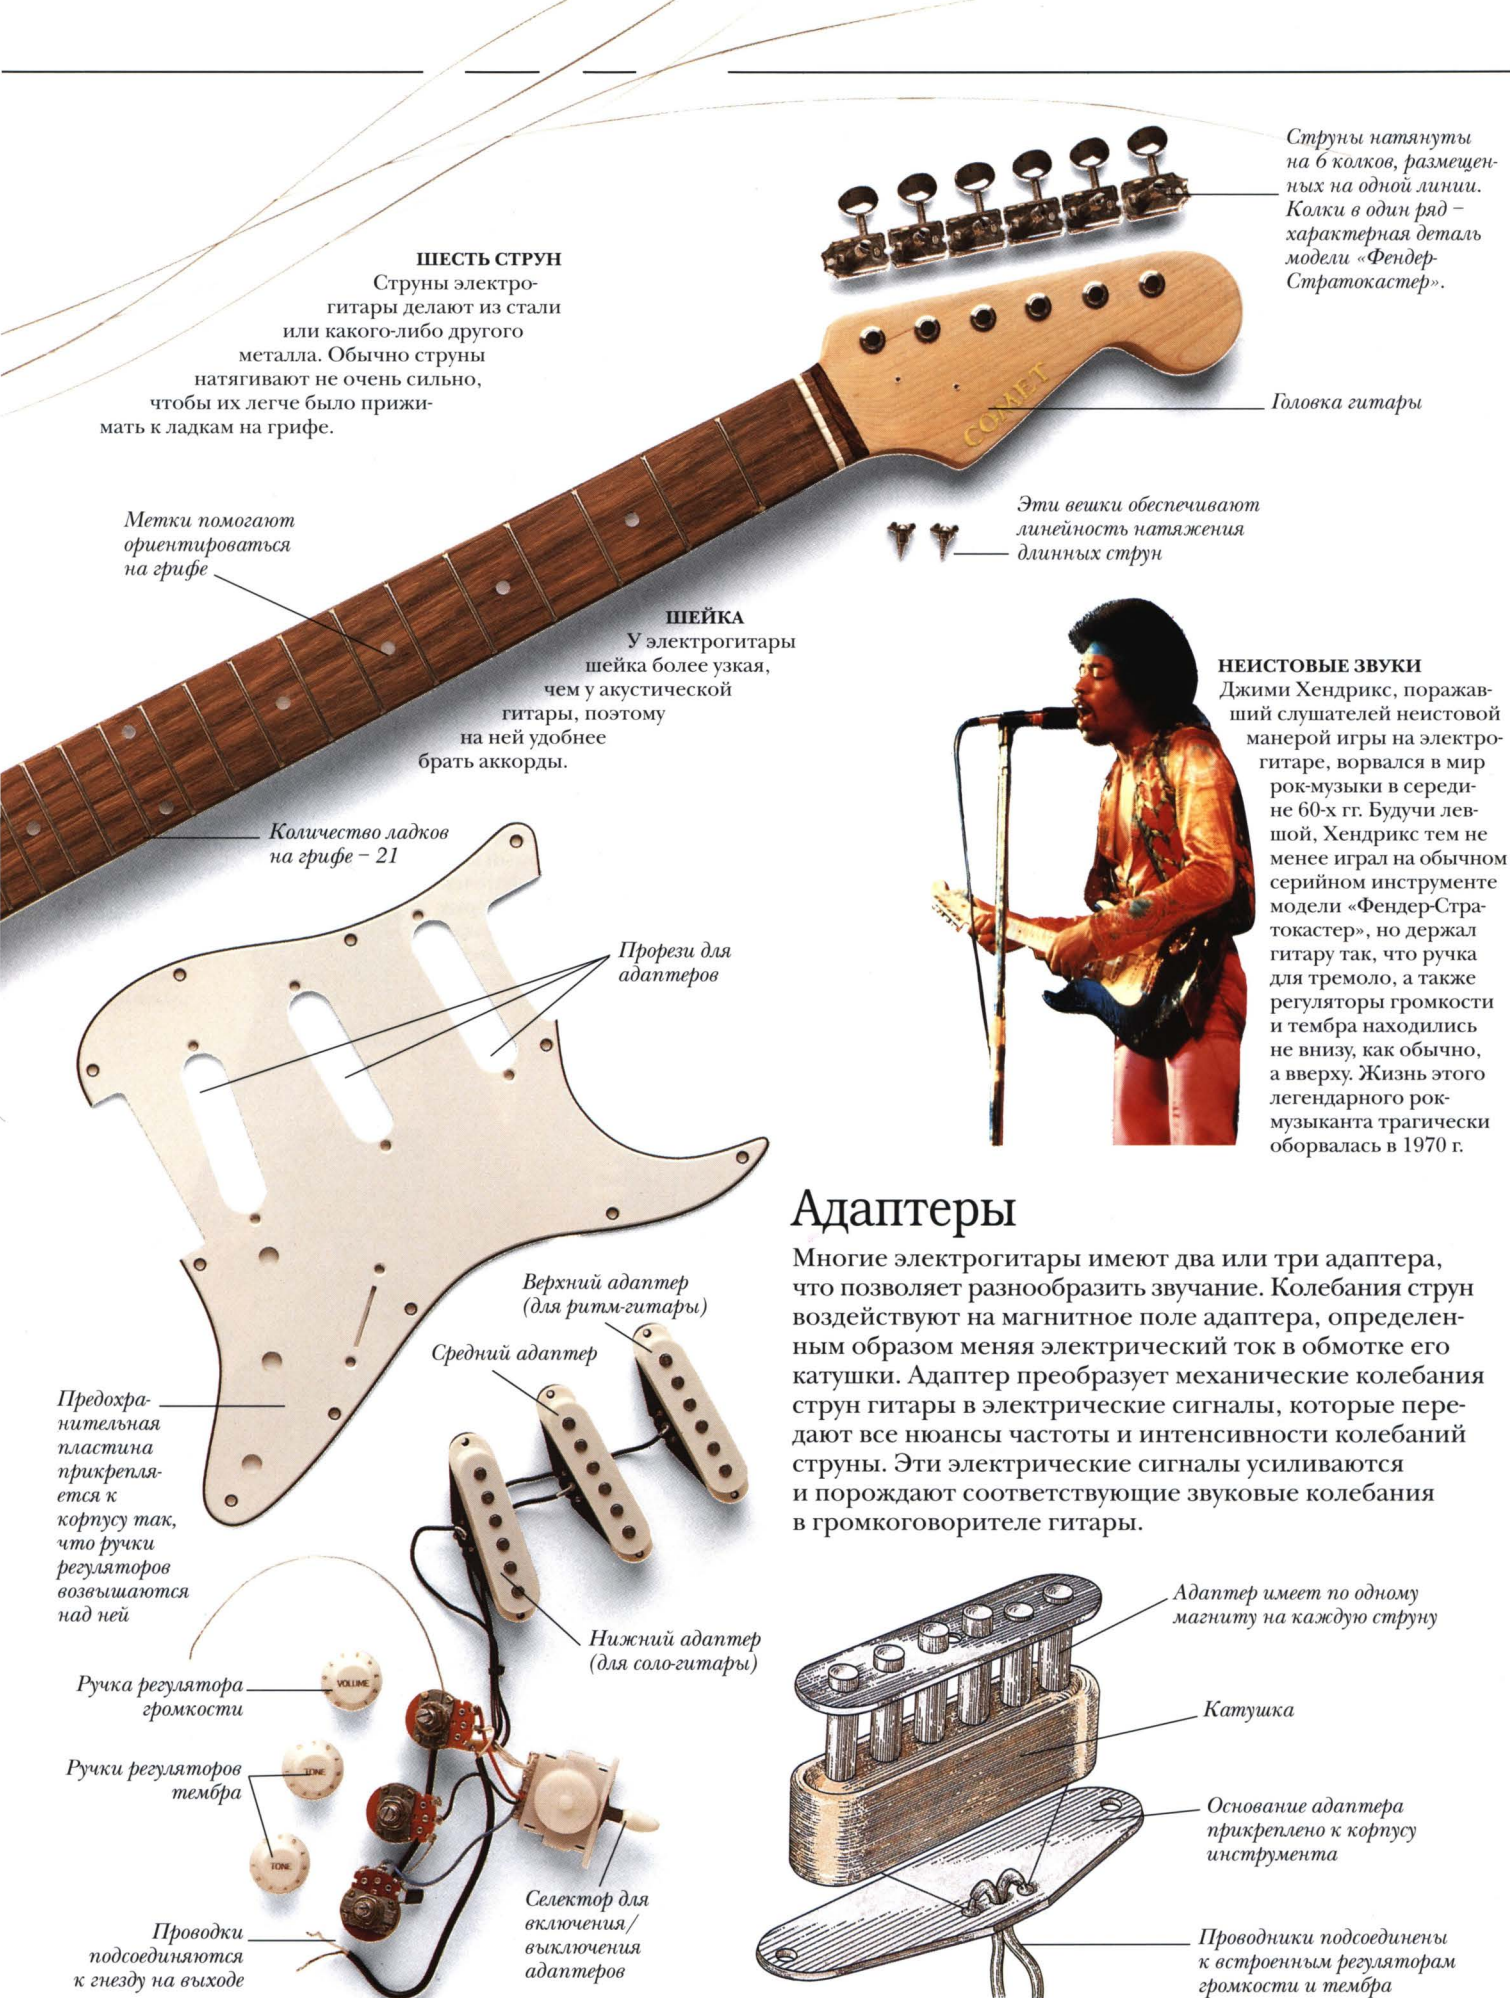 Струны натянуты
на 6 колков, размещен-
ных на одной линии.
Колки в один ряд –
характерная деталь
модели «Фендер-
Стратокастер».
ШЕСТЬ СТРУН
Струны электро-
гитары делают из стали
или какого-либо другого
металла. Обычно струны
натягивают не очень сильно,
чтобы их легче было прижи-
мать к ладкам на грифе.
COMET
Головка гитары
Метки помогают
ориентироваться
на грифе
Эти вешки обеспечивают
линейность натяжения
длинных струн
ШЕЙКА
У электрогитары
шейка более узкая,
чем у акустической
гитары, поэтому
на ней удобнее
брать аккорды.
НЕИСТОВЫЕ ЗВУКИ
Джими Хендрикс, поражав-
ший слушателей неистовой
манерой игры на электро-
гитаре, ворвался в мир
рок-музыки в середи-
не 60-х гг. Будучи лев-
шой, Хендрикс тем не
менее играл на обычном
серийном инструменте
модели «Фендер-Стра-
токастер», но держал
гитару так, что ручка
для тремоло, а также
регуляторы громкости
и тембра находились
не внизу, как обычно,
а вверху. Жизнь этого
легендарного рок-
музыканта трагически
оборвалась в 1970 г.
Количество ладков
на грифе – 21
Прорези для
адаптеров
Адаптеры
Многие электрогитары имеют два или три адаптера,
что позволяет разнообразить звучание. Колебания струн
воздействуют на магнитное поле адаптера, определен-
ным образом меняя электрический ток в обмотке его
катушки. Адаптер преобразует механические колебания
струн гитары в электрические сигналы, которые пере-
дают все нюансы частоты и интенсивности колебаний
струны. Эти электрические сигналы усиливаются
и порождают соответствующие звуковые колебания
в громкоговорителе гитары.
Верхний адаптер
(для ритм-гитары)
Средний адаптер
Предохра-
нительная
пластина
прикрепля-
ется к
корпусу так,
что ручки
регуляторов
возвышаются
над ней
Нижний адаптер
(для соло-гитары)
Ручка регулятора
громкости
VOLUME
Ручки регуляторов
тембра
TONE
TONE
Селектор для
включения/
выключения
адаптеров
Проводки
подсоединяются
к гнезду на выходе
Адаптер имеет по одному
магниту на каждую струну
Катушка
Основание адаптера
прикреплено к корпусу
инструмента
Проводники подсоединены
к встроенным регуляторам
громкости и тембра